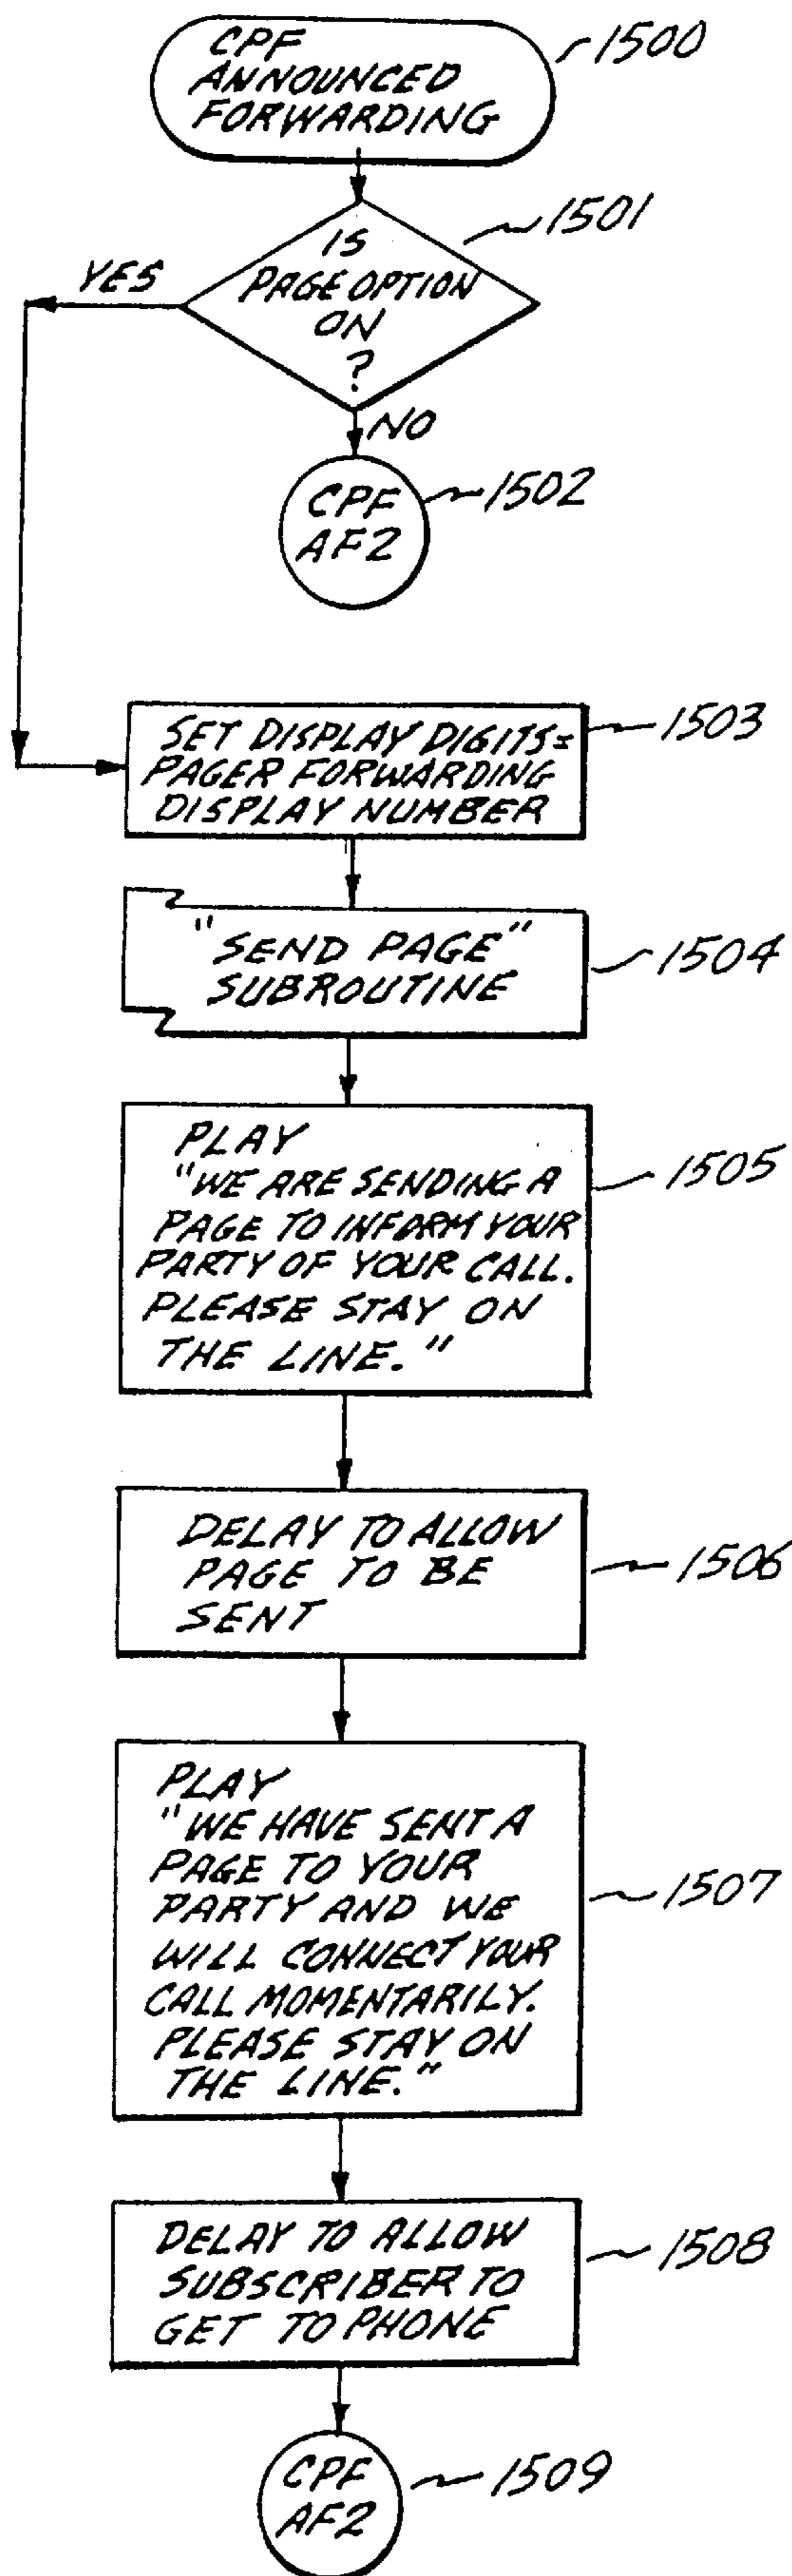 CPF
ANNOUNCED
FORWARDING
1500
IS
PAGE OPTION
ON
?
1501
YES
NO
CPF
AF2
1502
SET DISPLAY DIGITS=
PAGER FORWARDING
DISPLAY NUMBER
1503
"SEND PAGE"
SUBROUTINE
1504
PLAY
"WE ARE SENDING A
PAGE TO INFORM YOUR
PARTY OF YOUR CALL.
PLEASE STAY ON
THE LINE."
1505
DELAY TO ALLOW
PAGE TO BE
SENT
1506
PLAY
"WE HAVE SENT A
PAGE TO YOUR
PARTY AND WE
WILL CONNECT YOUR
CALL MOMENTARILY.
PLEASE STAY ON
THE LINE."
1507
DELAY TO ALLOW
SUBSCRIBER TO
GET TO PHONE
1508
CPF
AF2
1509